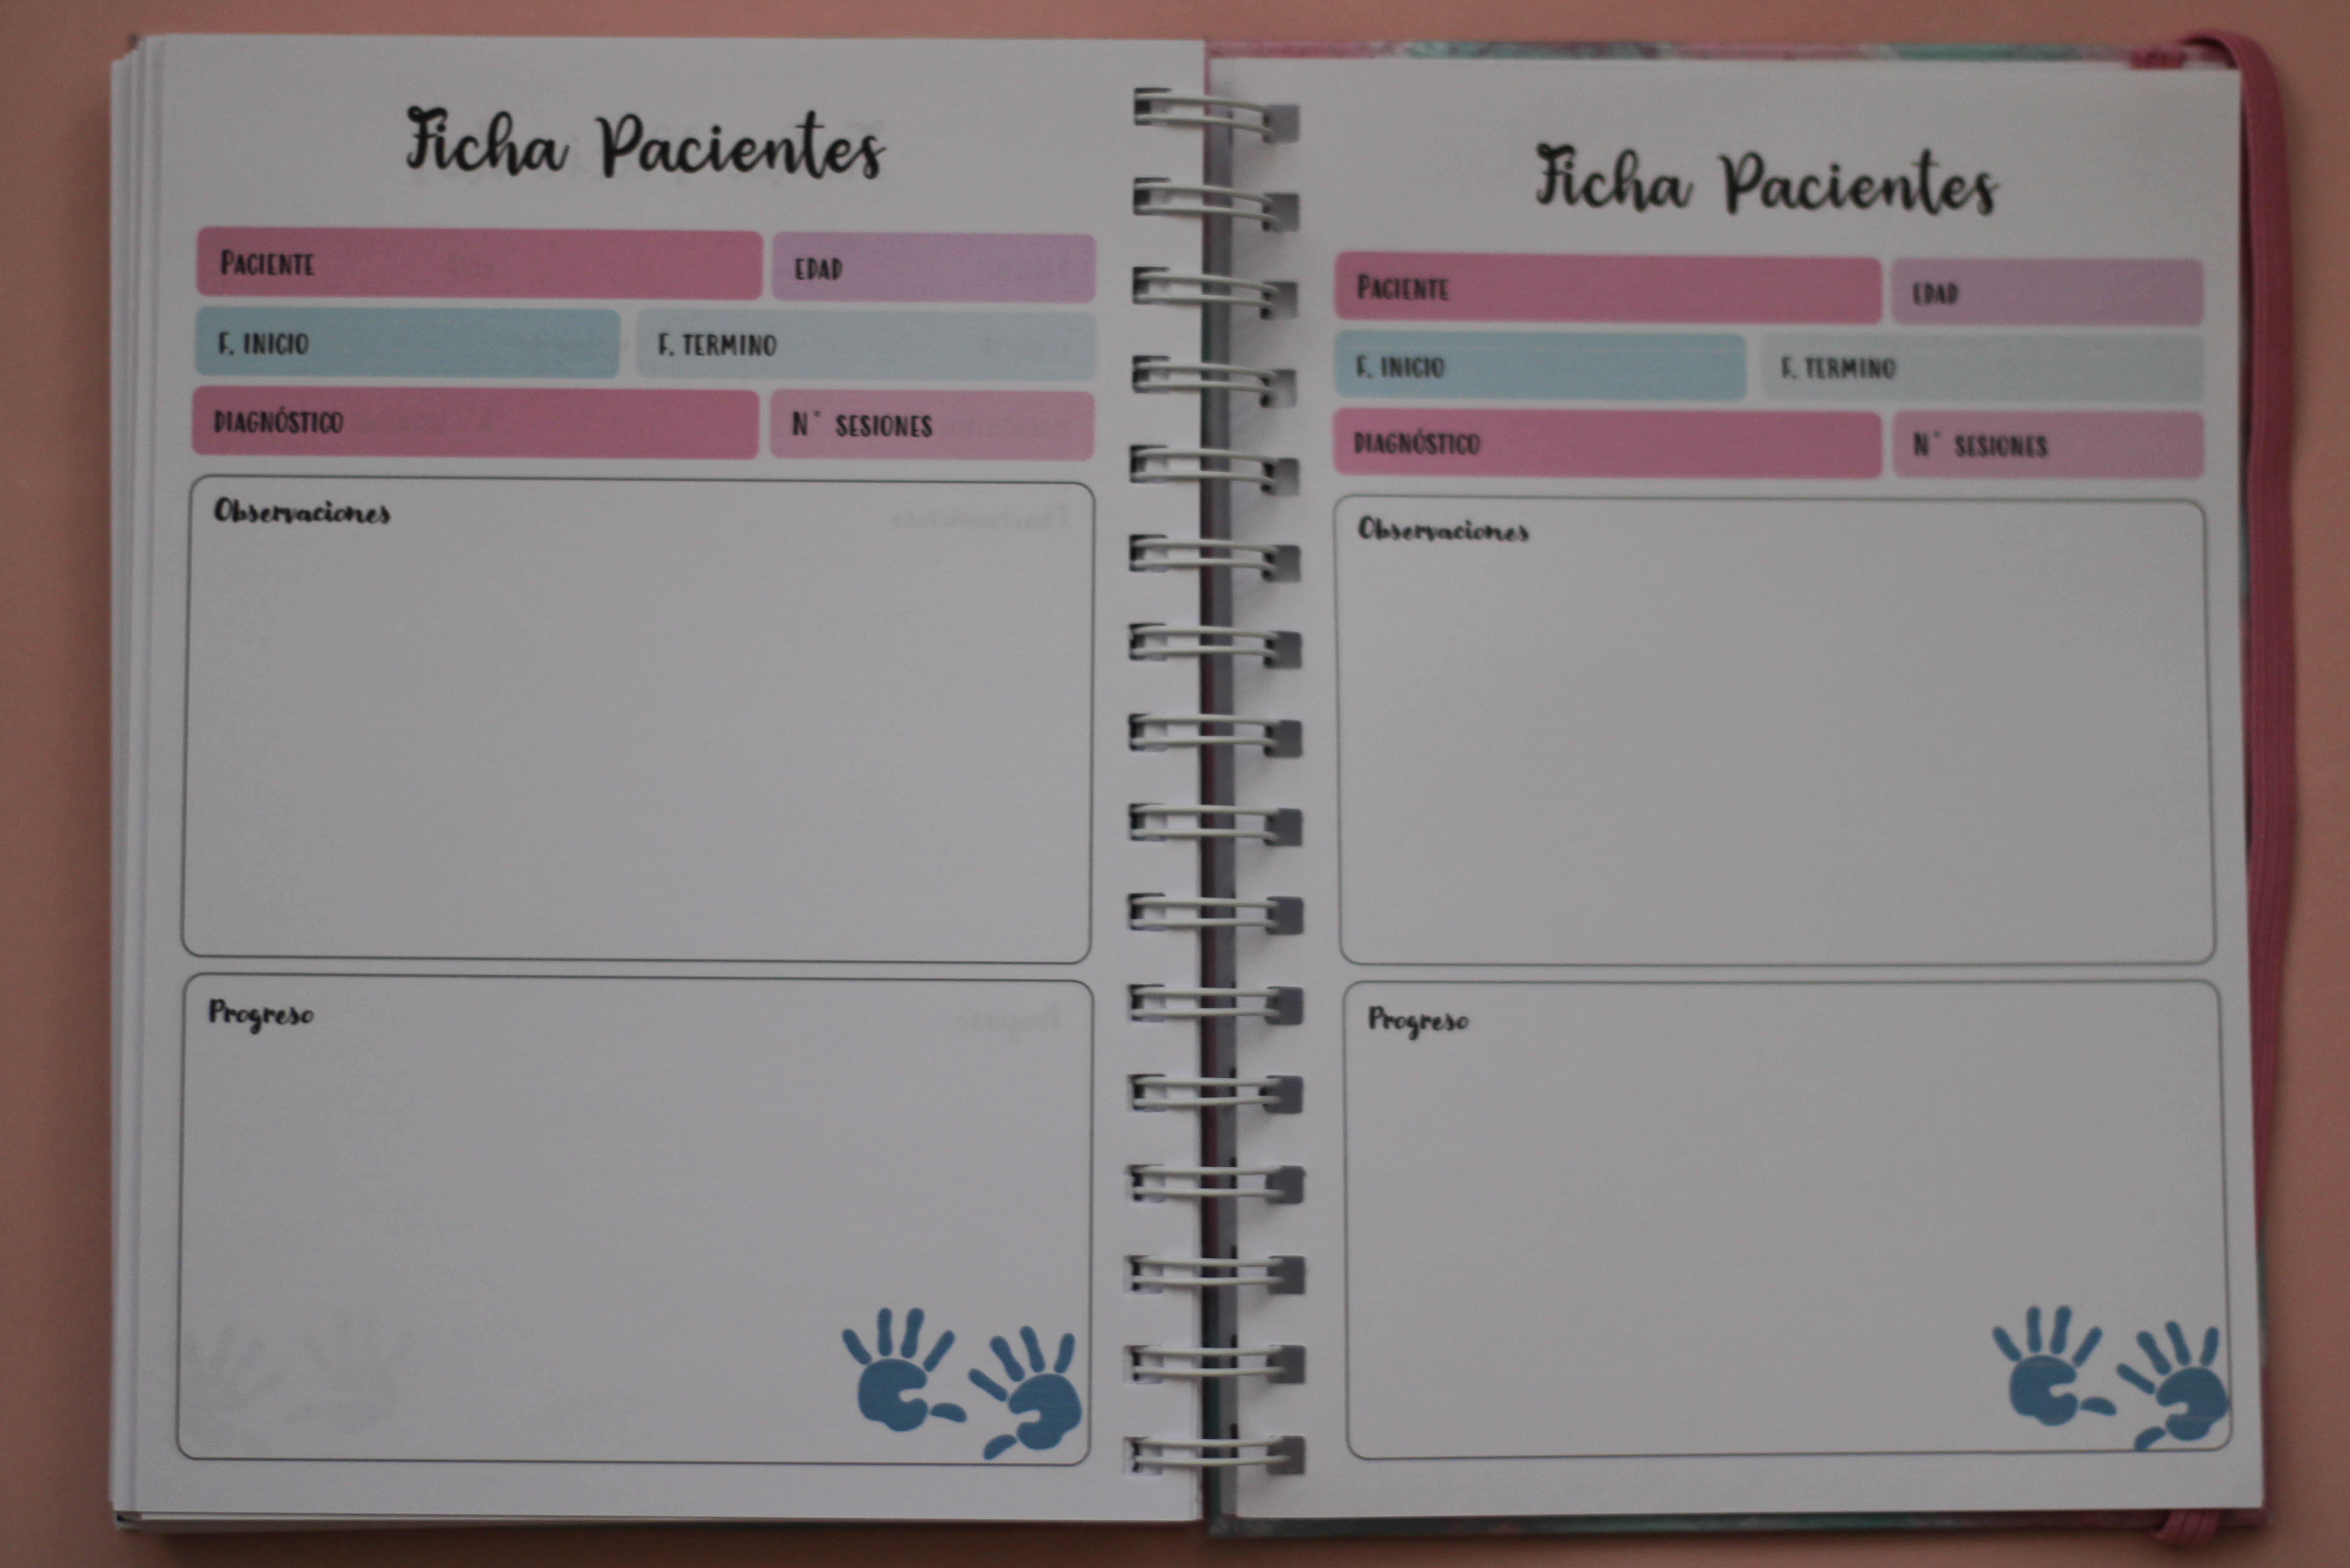 Ficha Pacientes
PACIENTE EDAD
F. INICIO F. TERMINO
DIAGNÓSTICO N° SESIONES
Observaciones
Progreso
Ficha Pacientes
PACIENTE EDAD
F. INICIO F. TERMINO
DIAGNÓSTICO N° SESIONES
Observaciones
Progreso